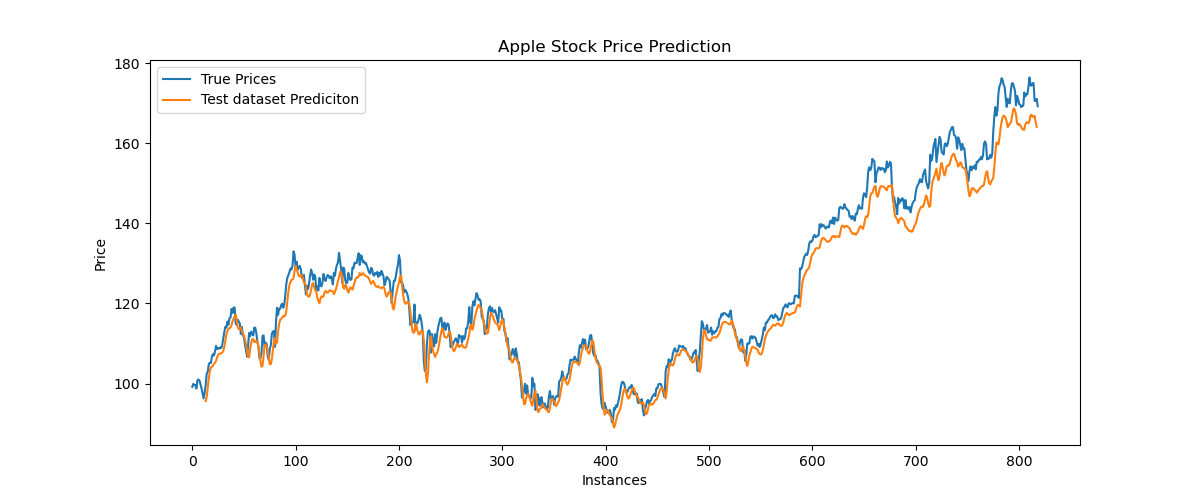 Apple Stock Price Prediction
True Prices
Test dataset Prediciton
Price
180
160
140
120
100
0 100 200 300 400 500 600 700 800
Instances